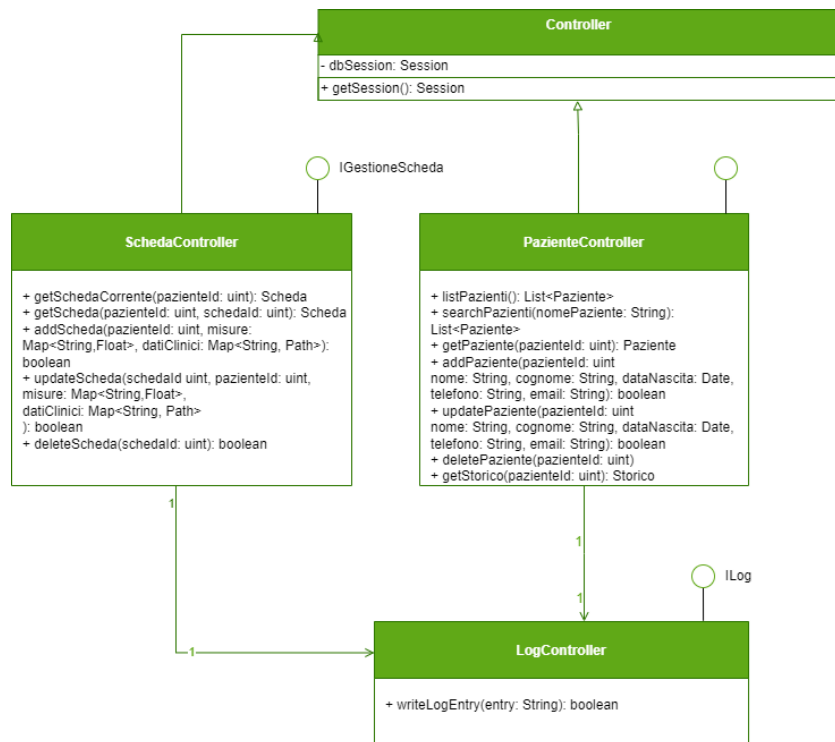 Controller
- dbSession: Session
+ getSession(): Session
IGestioneScheda
SchedaController
+ getSchedaCorrente(pazienteId: uint): Scheda
+ getScheda(pazienteId: uint, schedaId: uint): Scheda
+ addScheda(pazienteId: uint, misure:
Map<String,Float>, datiClinici: Map<String, Path>):
boolean
+ updateScheda(schedaId uint, pazienteId: uint,
misure: Map<String,Float>,
datiClinici: Map<String, Path>
): boolean
+ deleteScheda(schedaId: uint): boolean
PazienteController
+ listPazienti(): List<Paziente>
+ searchPazienti(nomePaziente: String):
List<Paziente>
+ getPaziente(pazienteId: uint): Paziente
+ addPaziente(pazienteId: uint
nome: String, cognome: String, dataNascita: Date,
telefono: String, email: String): boolean
+ updatePaziente(pazienteId: uint
nome: String, cognome: String, dataNascita: Date,
telefono: String, email: String): boolean
+ deletePaziente(pazienteId: uint)
+ getStorico(pazienteId: uint): Storico
1
1
1
1
ILog
LogController
+ writeLogEntry(entry: String): boolean